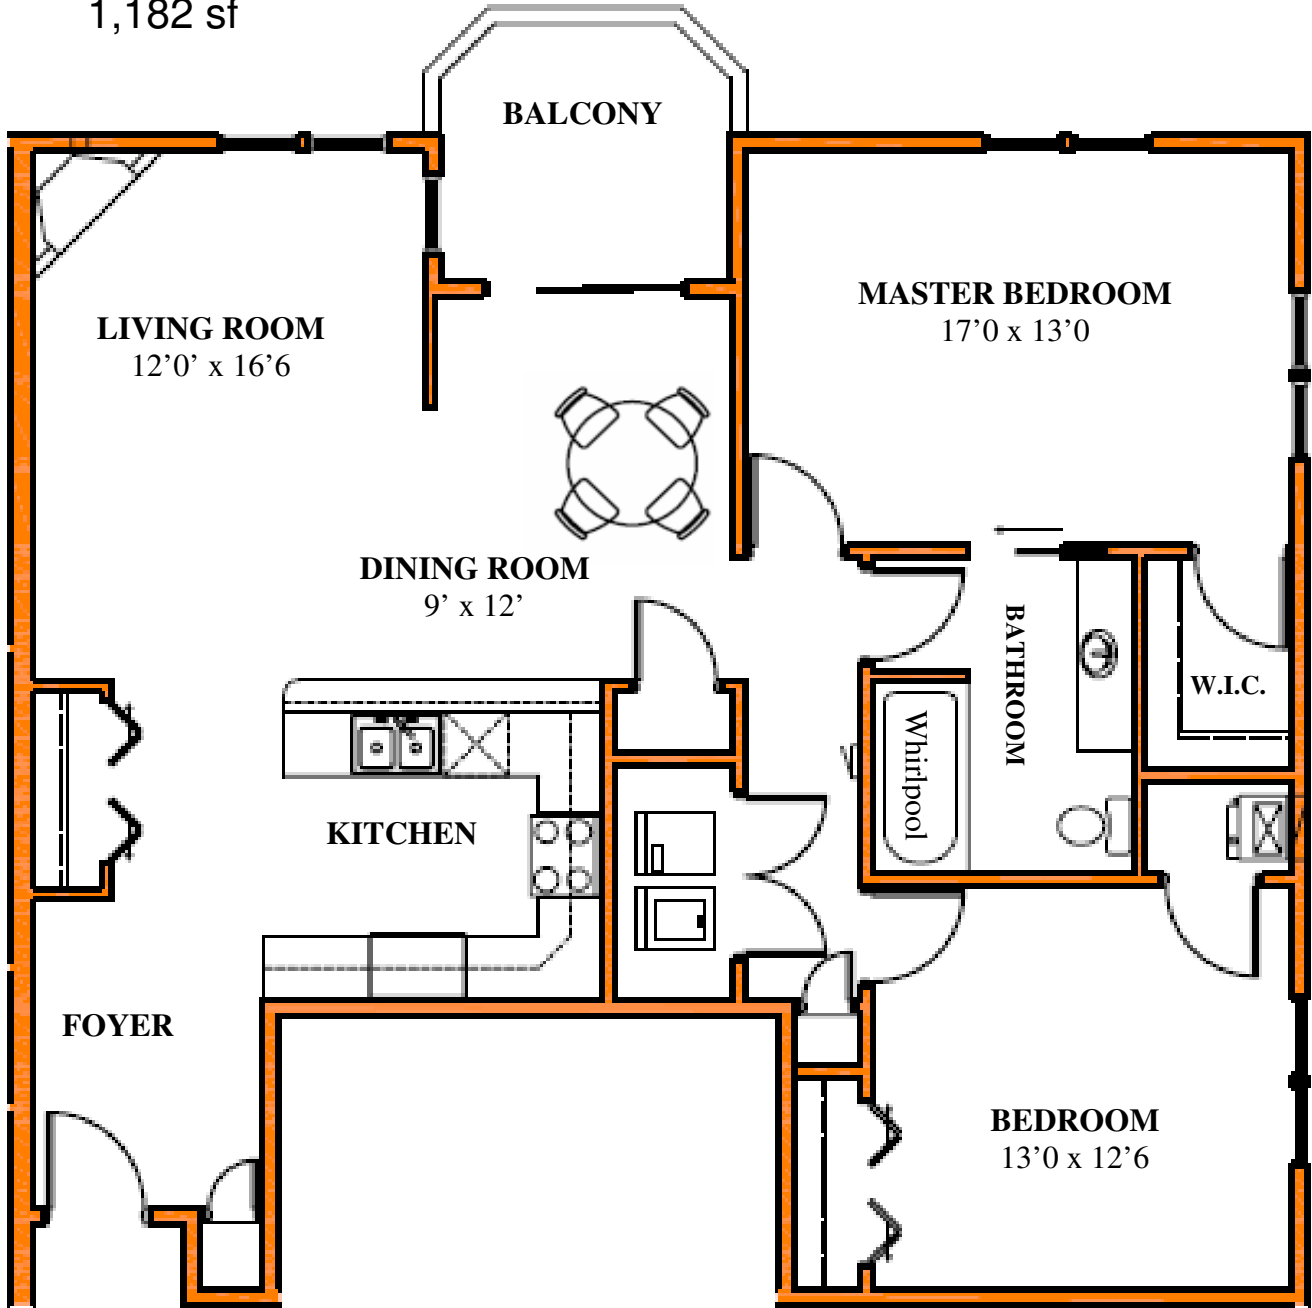 1,182 sf
BALCONY
MASTER BEDROOM
17’0 x 13’0
LIVING ROOM
12’0’ x 16’6
DINING ROOM
9’ x 12’
BATHROOM
W.I.C.
Whirlpool
KITCHEN
FOYER
BEDROOM
13’0 x 12’6